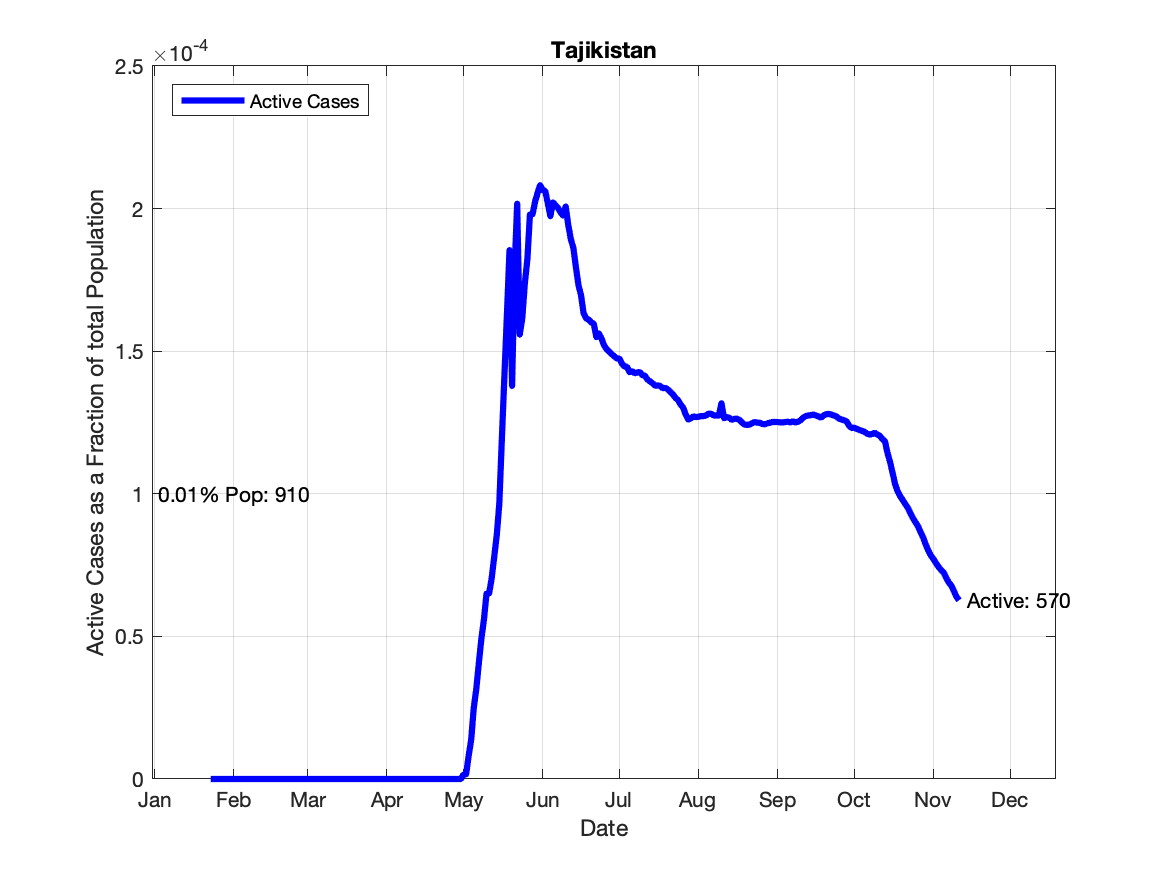 Tajikistan
×10⁻⁴
Active Cases
2.5
2
1.5
1
0.5
0
0.01% Pop: 910
Active: 570
Active Cases as a Fraction of total Population
Jan Feb Mar Apr May Jun Jul Aug Sep Oct Nov Dec
Date